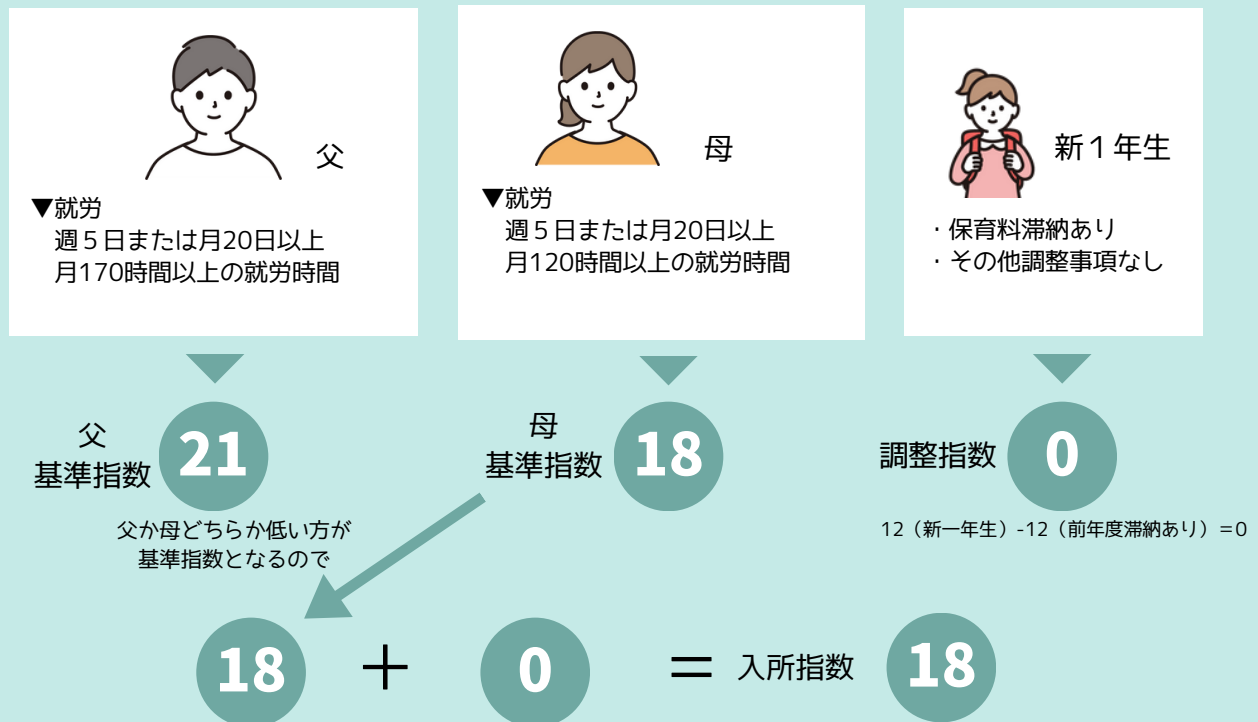 父
▼就労
週5日または月20日以上
月170時間以上の就労時間
母
▼就労
週5日または月20日以上
月120時間以上の就労時間
新1年生
・保育料滞納あり
・その他調整事項なし
父
基準指数
21
父か母どちらか低い方が
基準指数となるので
母
基準指数
18
調整指数
0
12（新一年生）-12（前年度滞納あり）＝0
18 ＋ 0 ＝ 入所指数 18